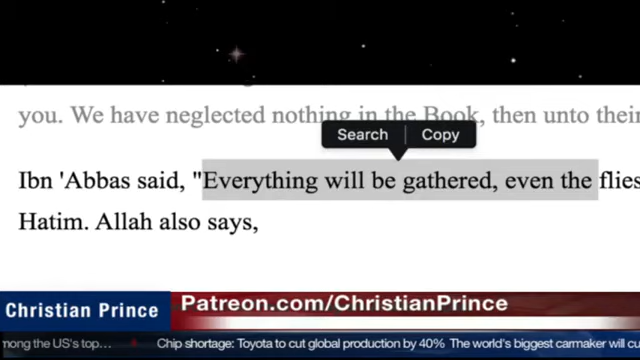 you. We have neglected nothing in the Book, then unto their
Search
Copy
Ibn 'Abbas said, "Everything will be gathered, even the flies
Hatim. Allah also says,
Christian Prince
Patreon.com/ChristianPrince
mong the US's top... Chip shortage: Toyota to cut global production by 40% The world's biggest carmaker will cu